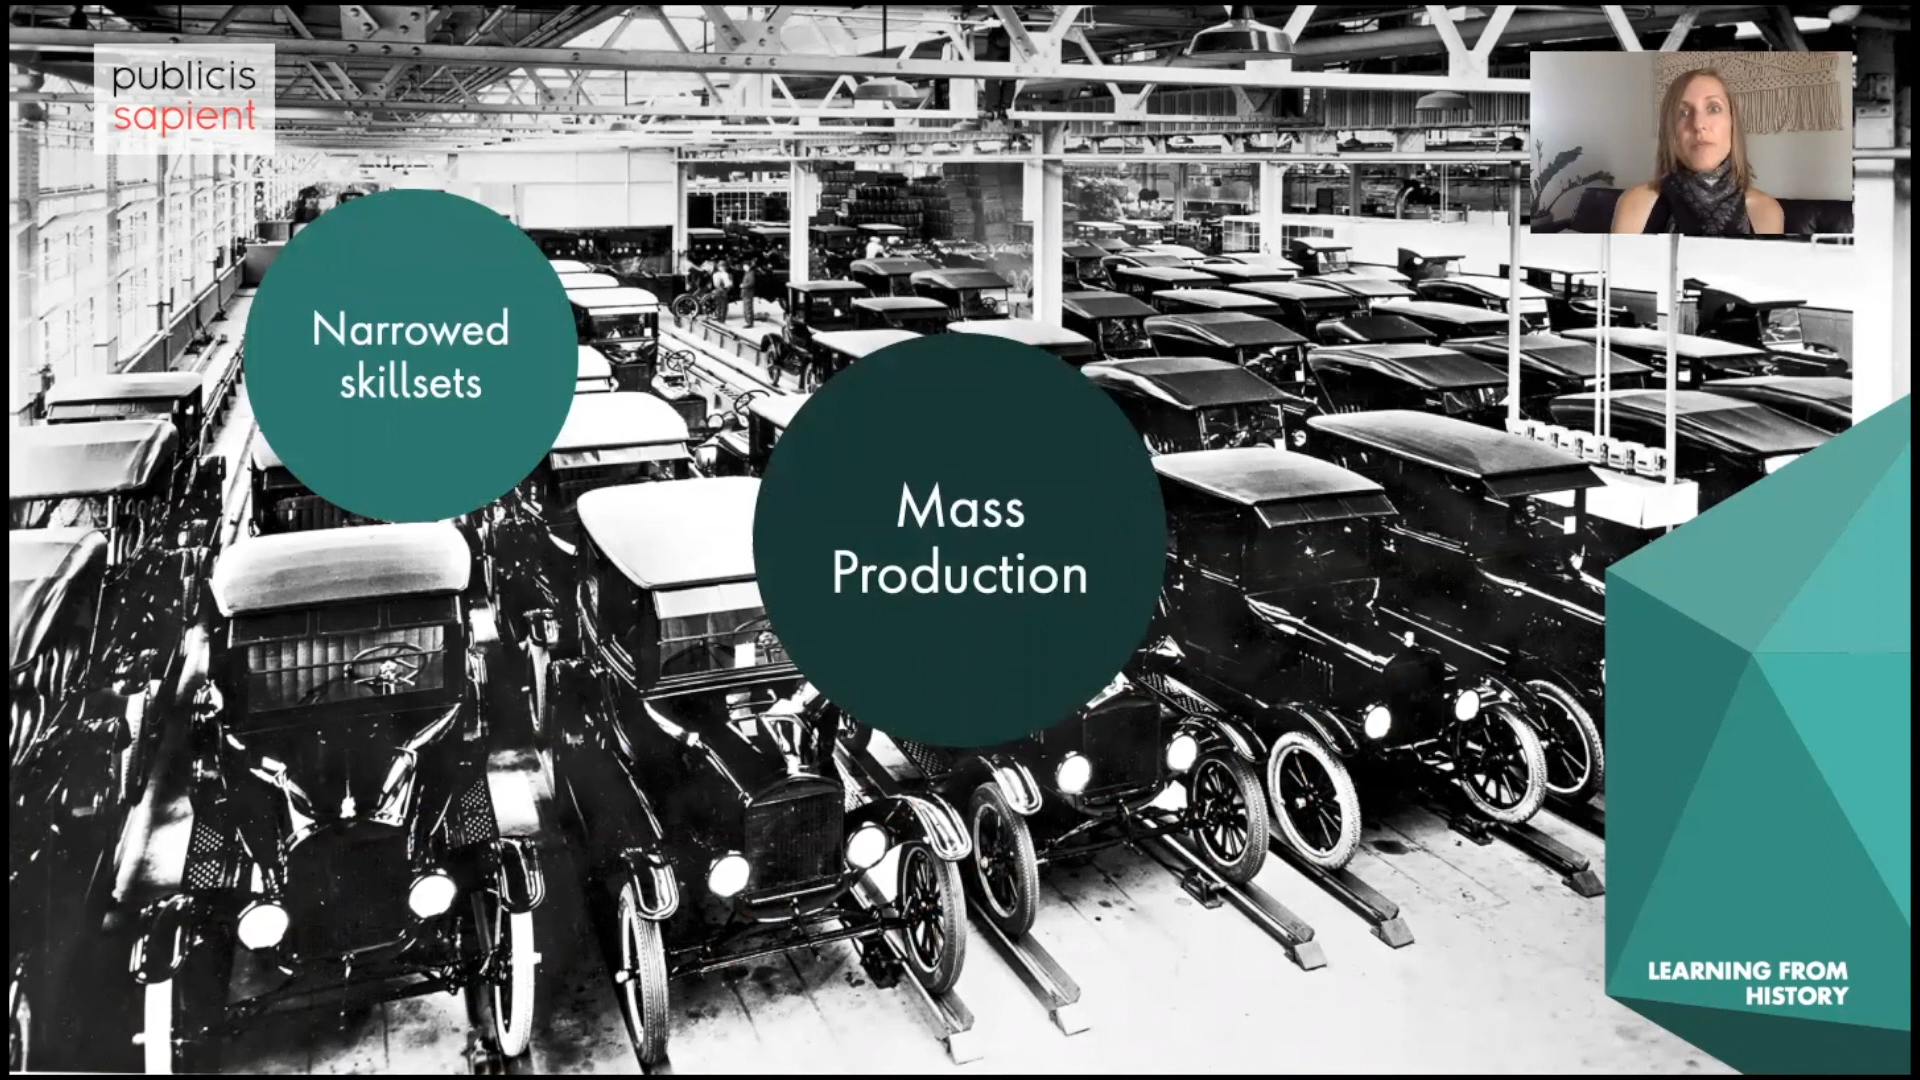 publicis
sapient
Narrowed
skillsets
Mass
Production
LEARNING FROM
HISTORY